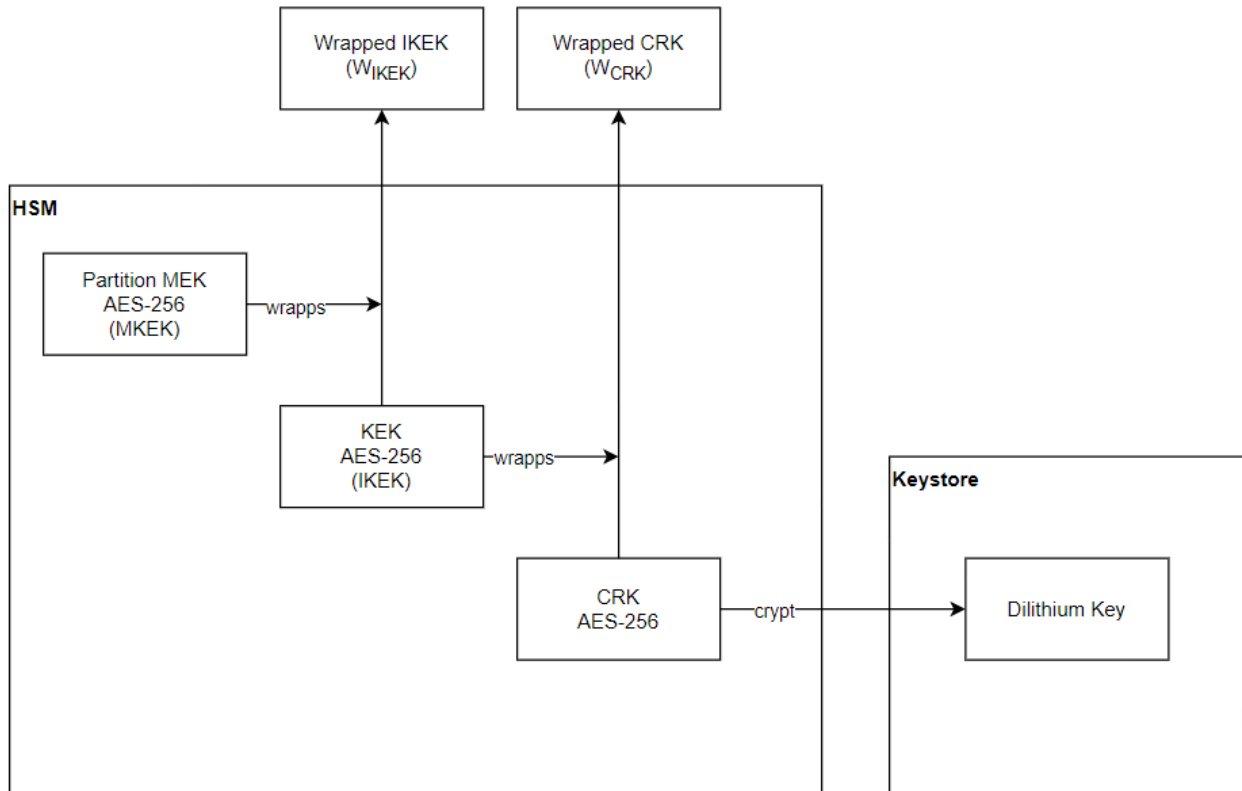 Wrapped IKEK
(WIKEK)
Wrapped CRK
(WCRK)
HSM
Partition MEK
AES-256
(MKEK)
wrapps
KEK
AES-256
(IKEK)
wrapps
Keystore
CRK
AES-256
crypt
Dilithium Key